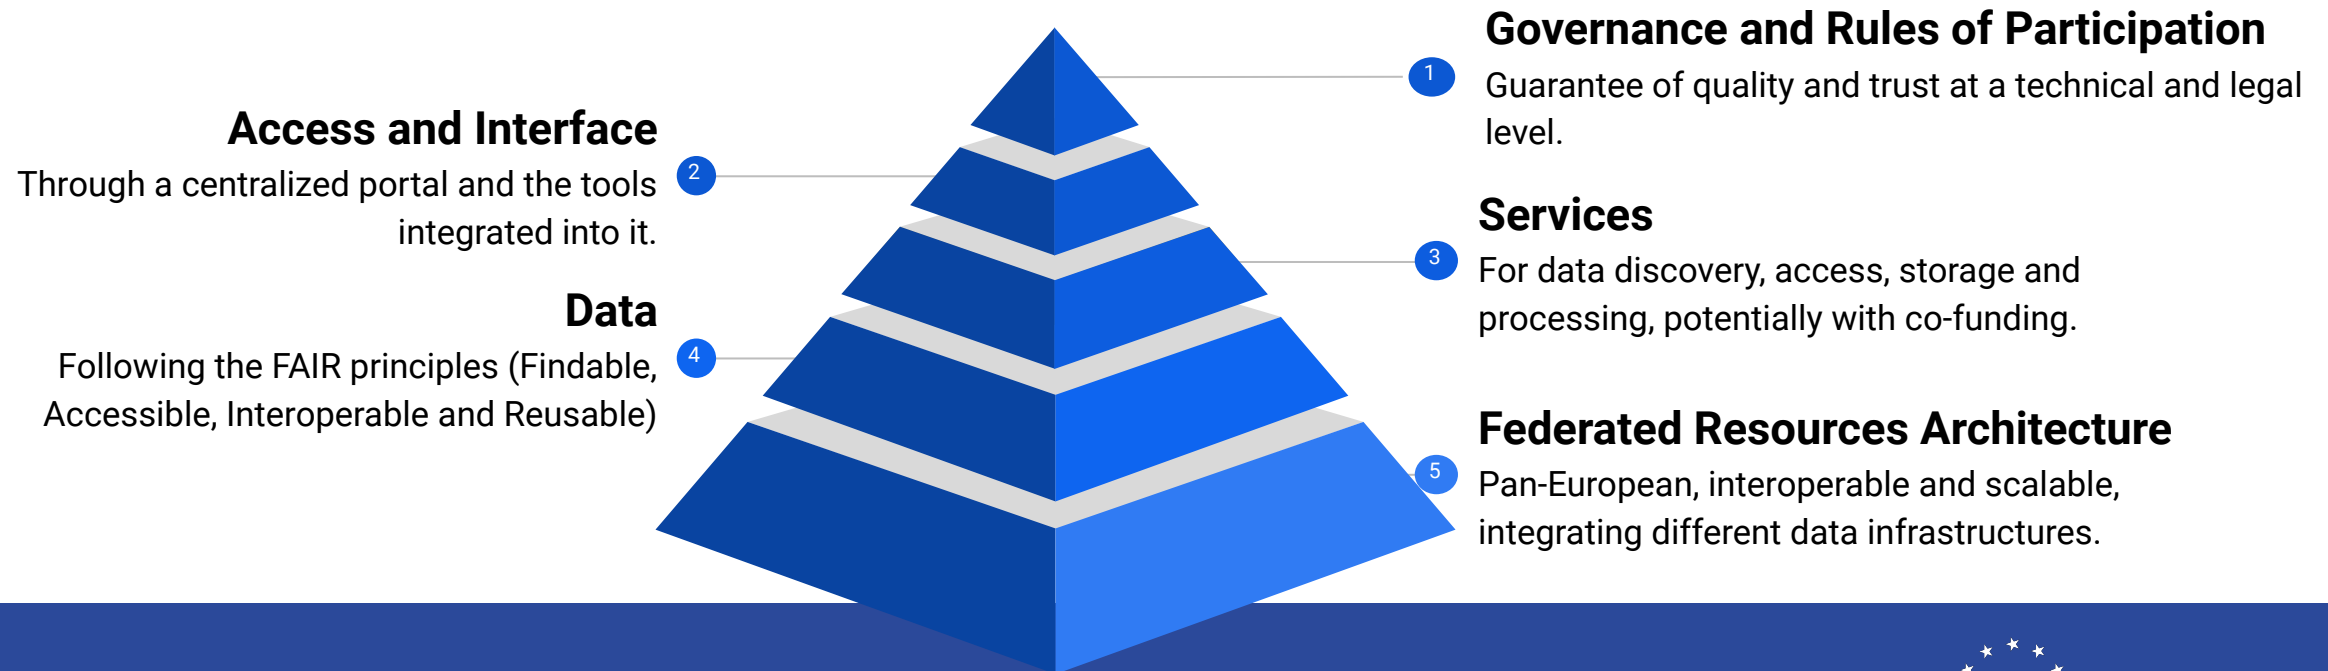 Governance and Rules of Participation
1
Guarantee of quality and trust at a technical and legal
level.
Access and Interface
2
Through a centralized portal and the tools
integrated into it.
Services
3
For data discovery, access, storage and
processing, potentially with co-funding.
Data
4
Following the FAIR principles (Findable,
Accessible, Interoperable and Reusable)
Federated Resources Architecture
5
Pan-European, interoperable and scalable,
integrating different data infrastructures.